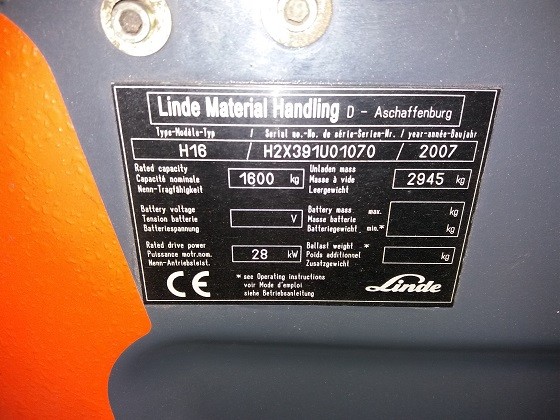 Linde Material Handling D - Aschaffenburg
Type-Modèle-Typ / Serial no.-No. de série-Serien-Nr. / year-année-Baujahr
H16 / H2X391U01070 / 2007
Rated capacity
Capacité nominale
Nenn-Tragfähigkeit
1600 kg
Unladen mass
Masse à vide
Leergewicht
2945 kg
Battery voltage
Tension batterie
Batteriespannung
V
Battery mass max.
Masse batterie
Batteriegewicht min.*
kg
kg
Rated drive power
Puissance motr.nom.
Nenn-Antriebsleist.
28 kW
Ballast weight *
Poids additionnel
Zusatzgewicht
kg
CE
* see Operating instructions
voir Mode d'emploi
siehe Betriebsanleitung
Linde